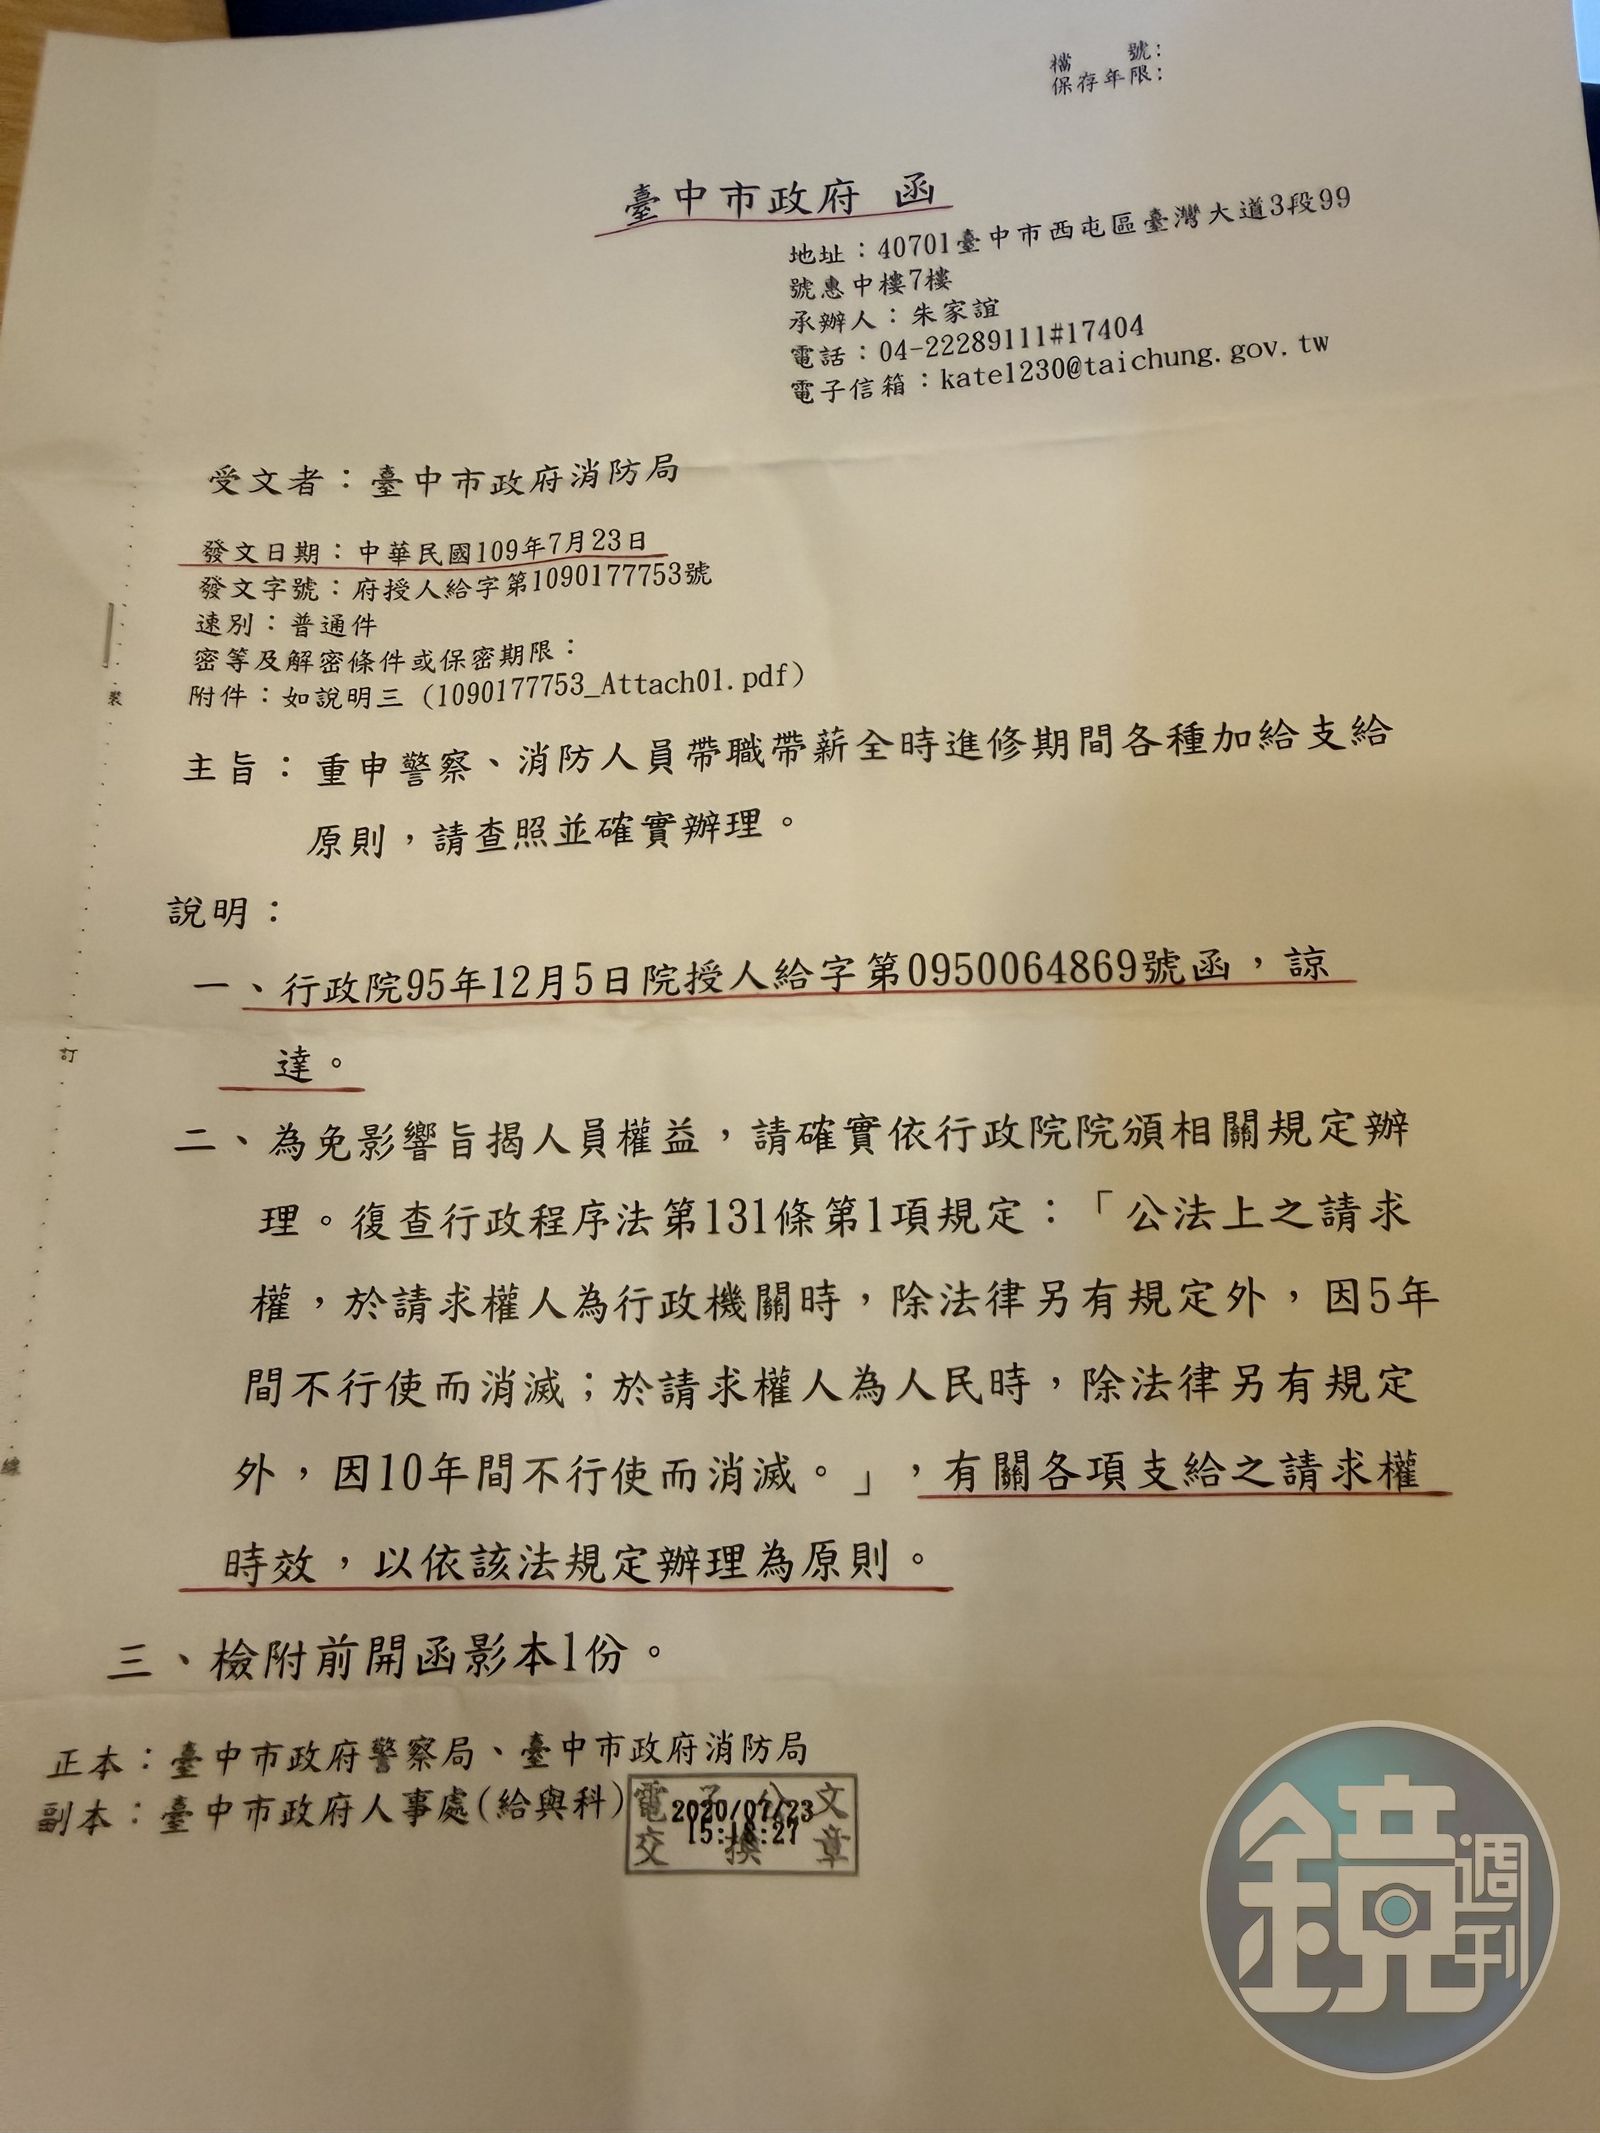 檔　　號：
保存年限：
臺中市政府　函
地址：40701臺中市西屯區臺灣大道3段99
號惠中樓7樓
承辦人：朱家誼
電話：04-22289111#17404
電子信箱：kate1230@taichung.gov.tw
受文者：臺中市政府消防局
發文日期：中華民國109年7月23日
發文字號：府授人給字第1090177753號
速別：普通件
密等及解密條件或保密期限：
附件：如說明三 (1090177753_Attach01.pdf)
主旨：重申警察、消防人員帶職帶薪全時進修期間各種加給支給
原則，請查照並確實辦理。
說明：
一、行政院95年12月5日院授人給字第0950064869號函，諒
達。
二、為免影響旨揭人員權益，請確實依行政院院頒相關規定辦
理。復查行政程序法第131條第1項規定：「公法上之請求
權，於請求權人為行政機關時，除法律另有規定外，因5年
間不行使而消滅；於請求權人為人民時，除法律另有規定
外，因10年間不行使而消滅。」，有關各項支給之請求權
時效，以依該法規定辦理為原則。
三、檢附前開函影本1份。
正本：臺中市政府警察局、臺中市政府消防局
副本：臺中市政府人事處(給與科)
電子公文
2020/07/23
交換章
裝
訂
線
鏡週刊